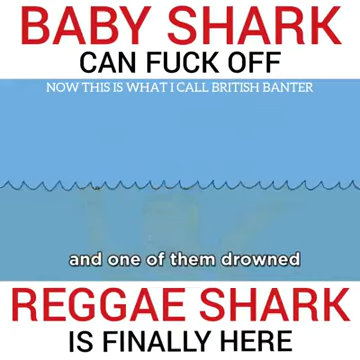 BABY SHARK
CAN FUCK OFF
NOW THIS IS WHAT I CALL BRITISH BANTER
and one of them drowned
REGGAE SHARK
IS FINALLY HERE